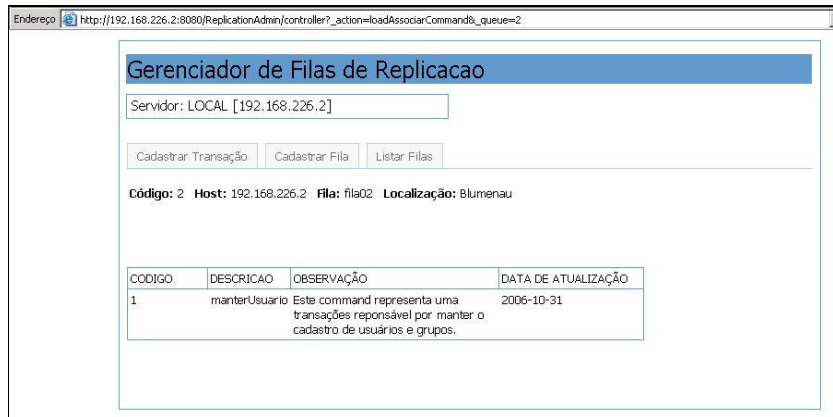 Endereço http://192.168.226.2:8080/ReplicationAdmin/controller?_action=loadAssociarCommand&_queue=2
Gerenciador de Filas de Replicacao
Servidor: LOCAL [192.168.226.2]
Cadastrar Transação Cadastrar Fila Listar Filas
Código: 2 Host: 192.168.226.2 Fila: fila02 Localização: Blumenau
CODIGO DESCRICAO OBSERVAÇÃO DATA DE ATUALIZAÇÃO
1 manterUsuario Este command representa uma 2006-10-31
transações reponsável por manter o
cadastro de usuários e grupos.